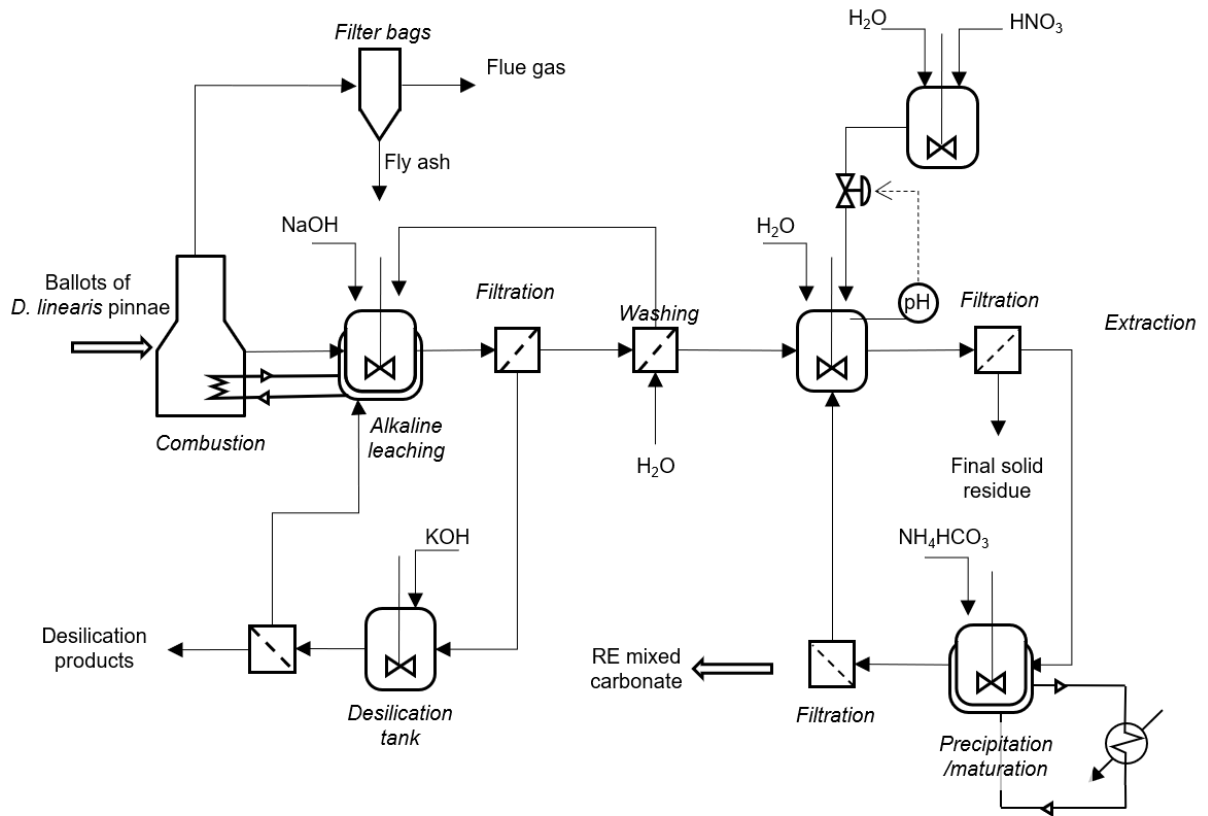 Filter bags
Flue gas
Fly ash
H₂O
HNO₃
NaOH
H₂O
Ballots of
D. linearis pinnae
Filtration
Washing
pH
Filtration
Extraction
Combustion
Alkaline
leaching
H₂O
Final solid
residue
KOH
NH₄HCO₃
Desilication
products
RE mixed
carbonate
Desilication
tank
Filtration
Precipitation
/maturation